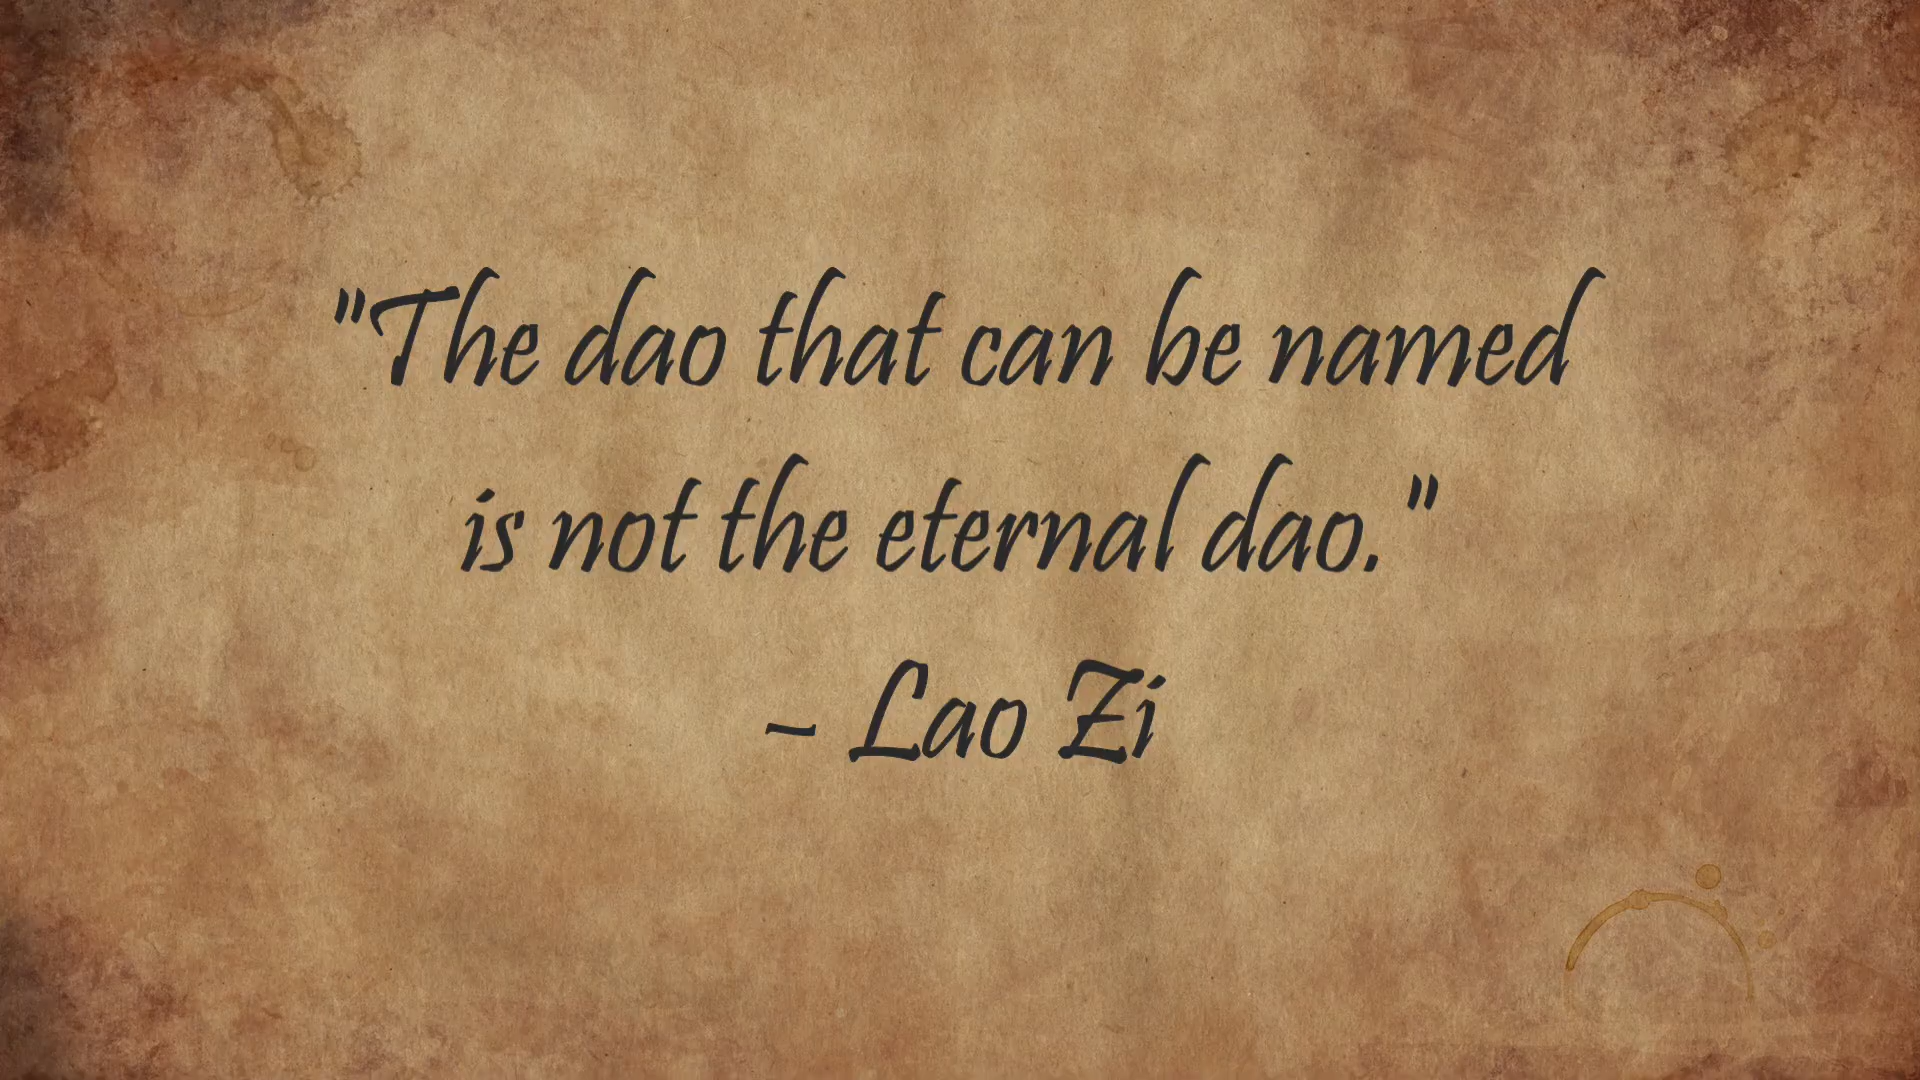 "The dao that can be named
is not the eternal dao."
- Lao Zi